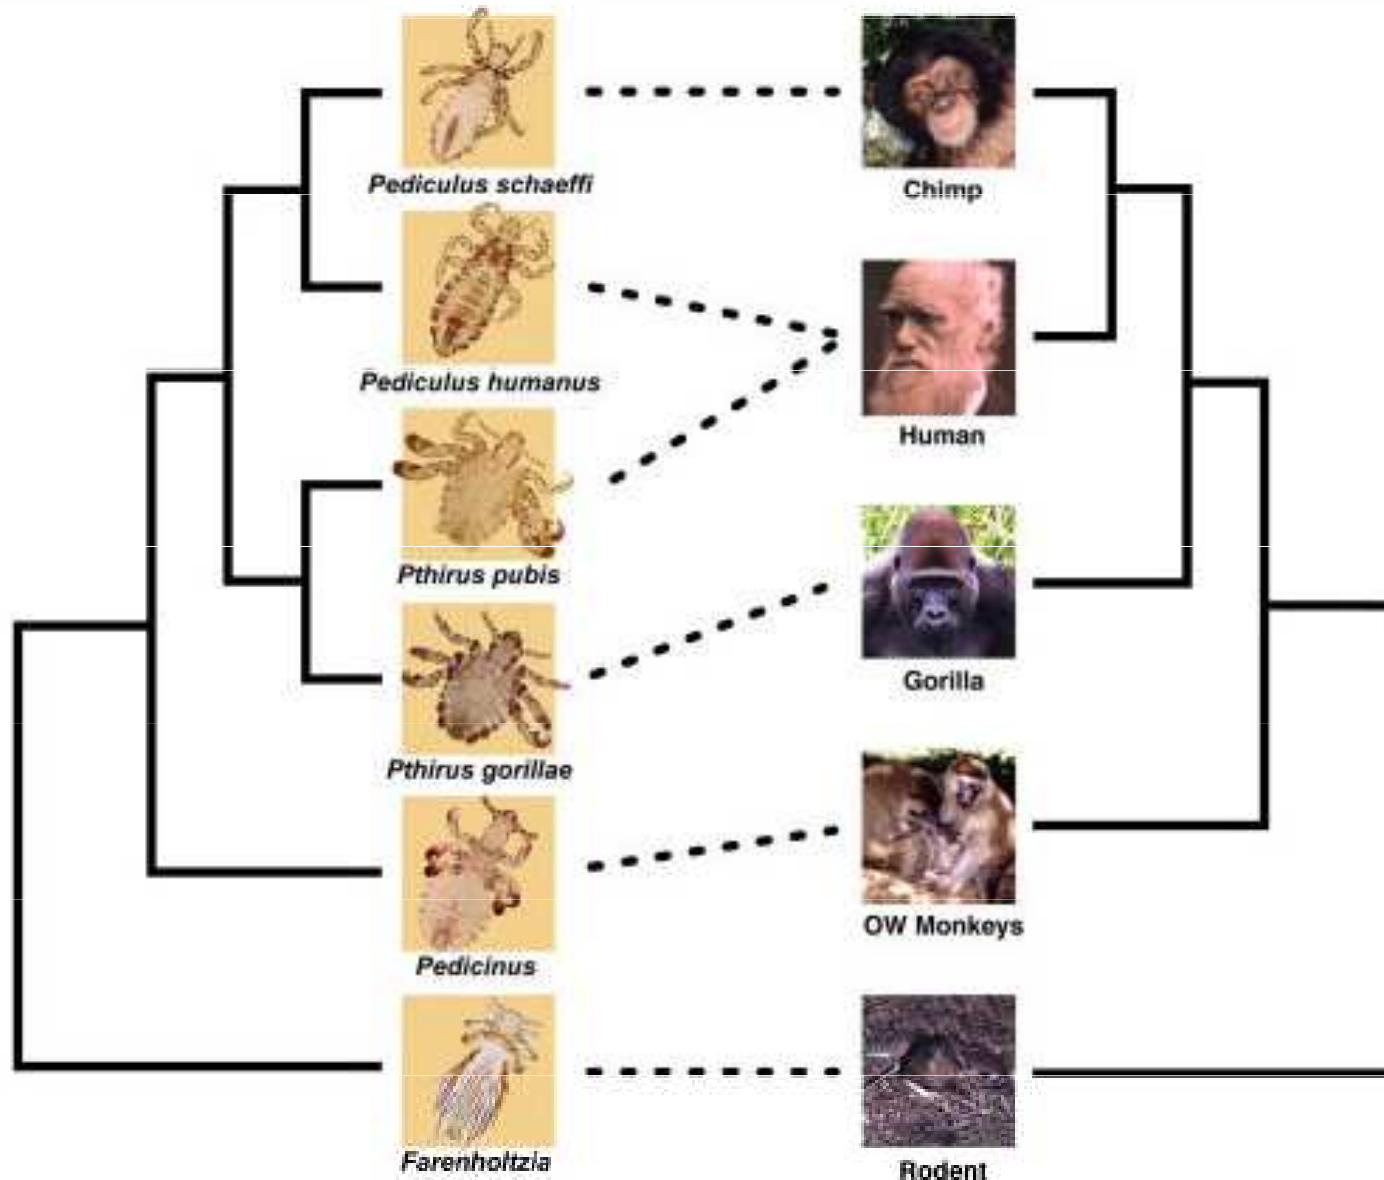 Pediculus schaeffi
Chimp
Pediculus humanus
Human
Pthirus pubis
Gorilla
Pthirus gorillae
OW Monkeys
Pedicinus
Farenholtzia
Rodent